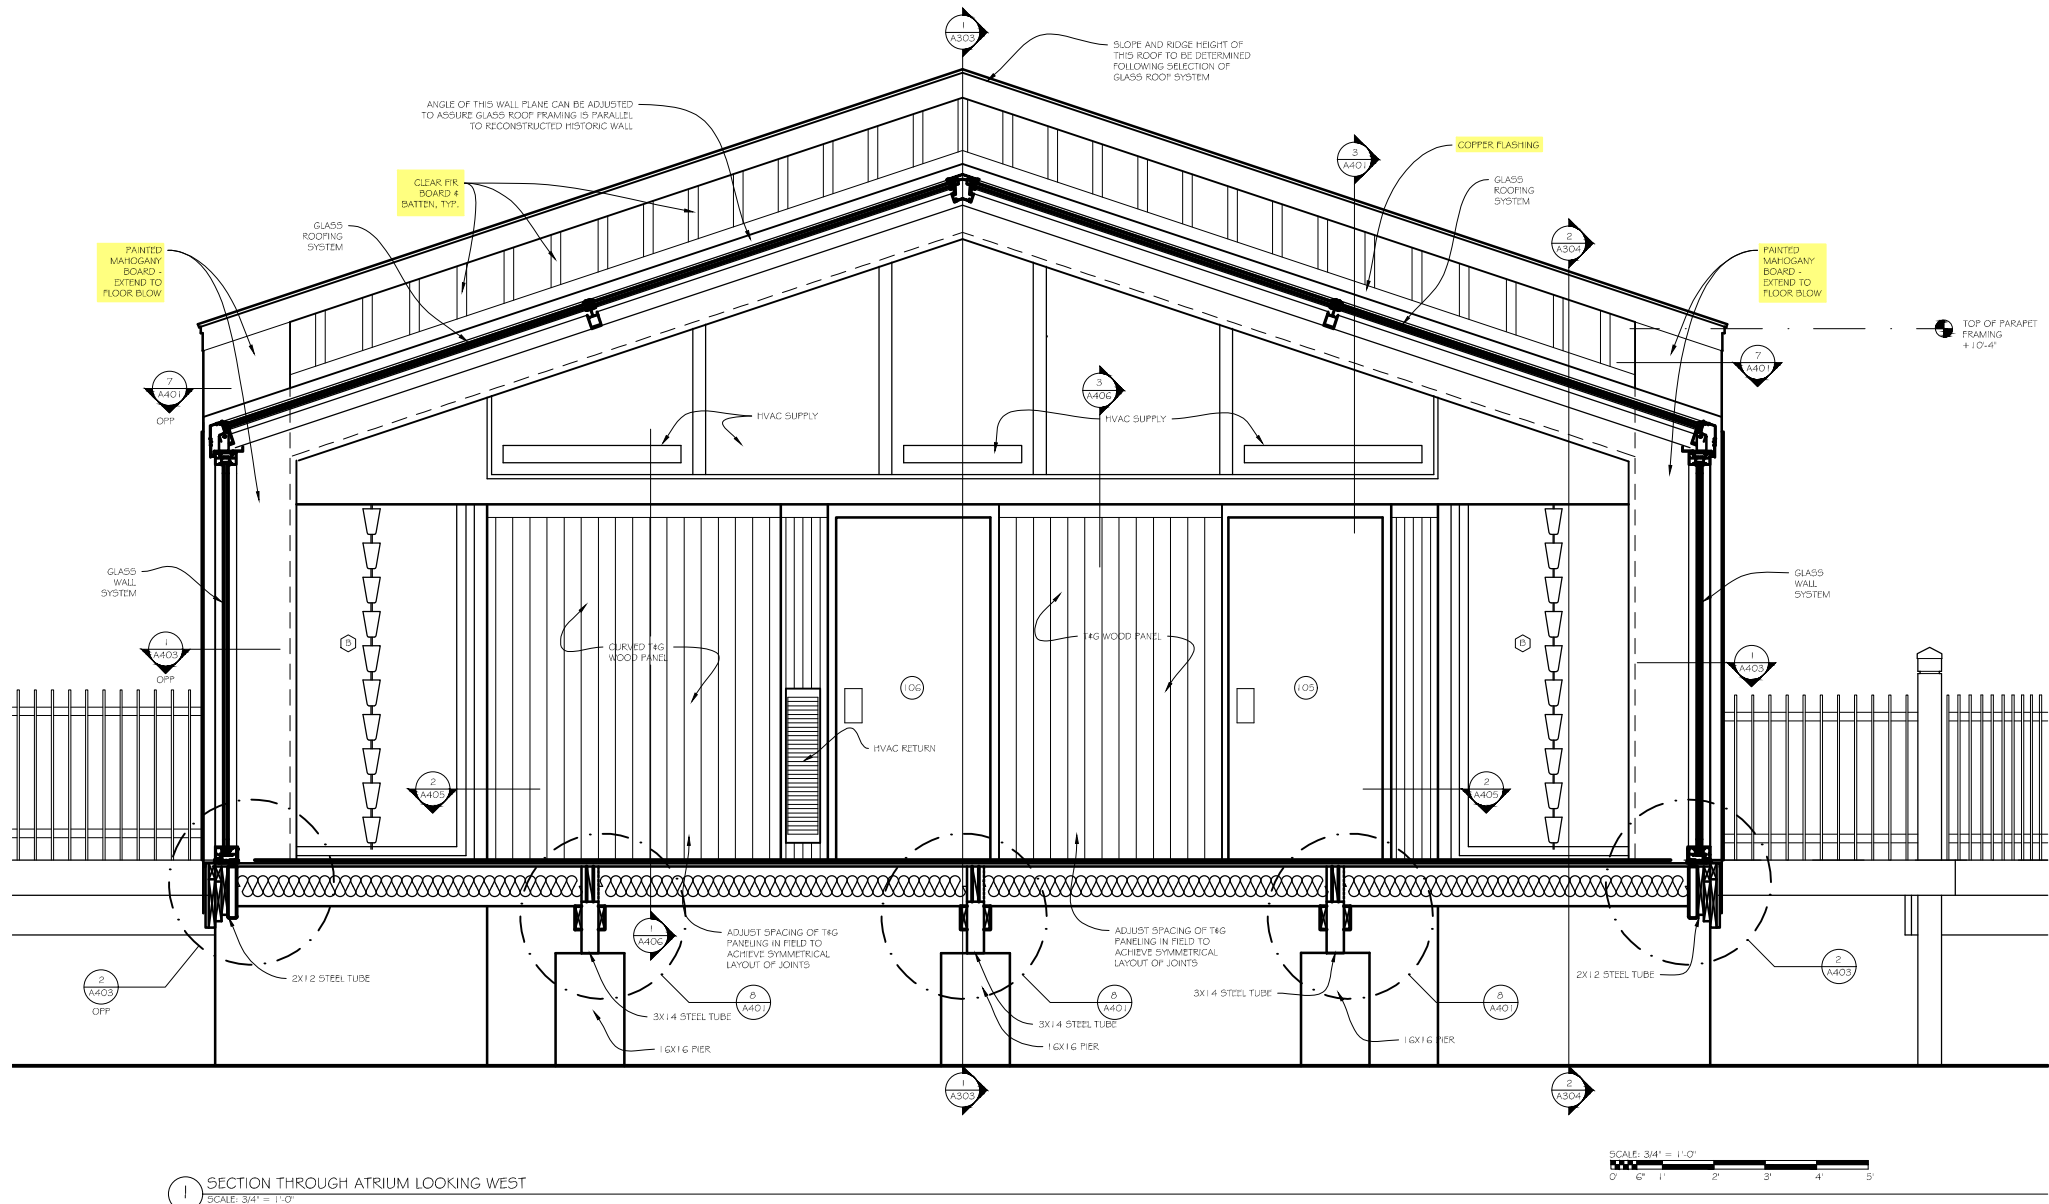 1
A303
SLOPE AND RIDGE HEIGHT OF
THIS ROOF TO BE DETERMINED
FOLLOWING SELECTION OF
GLASS ROOF SYSTEM
ANGLE OF THIS WALL PLANE CAN BE ADJUSTED
TO ASSURE GLASS ROOF FRAMING IS PARALLEL
TO RECONSTRUCTED HISTORIC WALL
COPPER FLASHING
3
A401
CLEAR FIR
BOARD &
BATTEN, TYP.
GLASS
ROOFING
SYSTEM
GLASS
ROOFING
SYSTEM
2
A304
PAINTED
MAHOGANY
BOARD -
EXTEND TO
FLOOR BLOW
PAINTED
MAHOGANY
BOARD -
EXTEND TO
FLOOR BLOW
TOP OF PARAPET
FRAMING
+10'-4"
7
A401
OPP
7
A401
3
A406
HVAC SUPPLY
HVAC SUPPLY
GLASS
WALL
SYSTEM
GLASS
WALL
SYSTEM
1
A403
OPP
B
CURVED T&G
WOOD PANEL
T&G WOOD PANEL
B
1
A403
106
105
HVAC RETURN
2
A405
2
A405
ADJUST SPACING OF T&G
PANELING IN FIELD TO
ACHIEVE SYMMETRICAL
LAYOUT OF JOINTS
ADJUST SPACING OF T&G
PANELING IN FIELD TO
ACHIEVE SYMMETRICAL
LAYOUT OF JOINTS
1
A406
2
A403
OPP
2X12 STEEL TUBE
3X14 STEEL TUBE
16X16 PIER
8
A401
3X14 STEEL TUBE
16X16 PIER
8
A401
3X14 STEEL TUBE
16X16 PIER
8
A401
2X12 STEEL TUBE
2
A403
1
A303
2
A304
SCALE: 3/4" = 1'-0"
0' 6" 1' 2' 3' 4' 5'
1
SECTION THROUGH ATRIUM LOOKING WEST
SCALE: 3/4" = 1'-0"